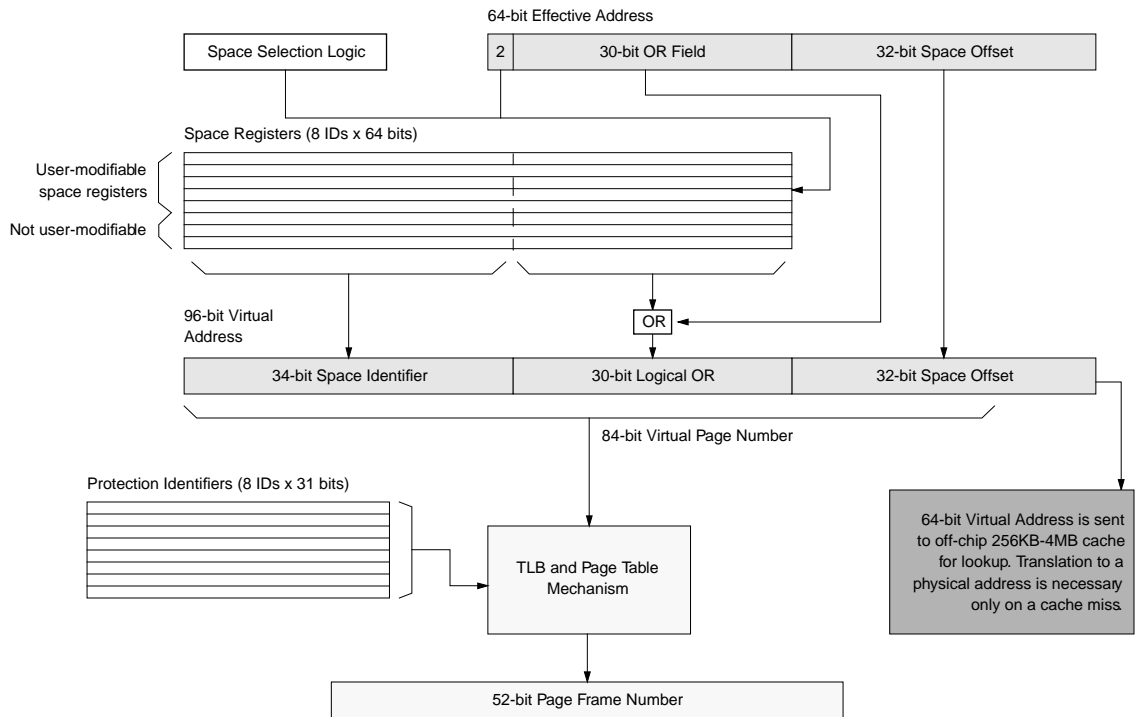 64-bit Effective Address
Space Selection Logic
2
30-bit OR Field
32-bit Space Offset
Space Registers (8 IDs x 64 bits)
User-modifiable
space registers
Not user-modifiable
96-bit Virtual
Address
OR
34-bit Space Identifier
30-bit Logical OR
32-bit Space Offset
84-bit Virtual Page Number
Protection Identifiers (8 IDs x 31 bits)
TLB and Page Table
Mechanism
64-bit Virtual Address is sent
to off-chip 256KB-4MB cache
for lookup. Translation to a
physical address is necessary
only on a cache miss.
52-bit Page Frame Number